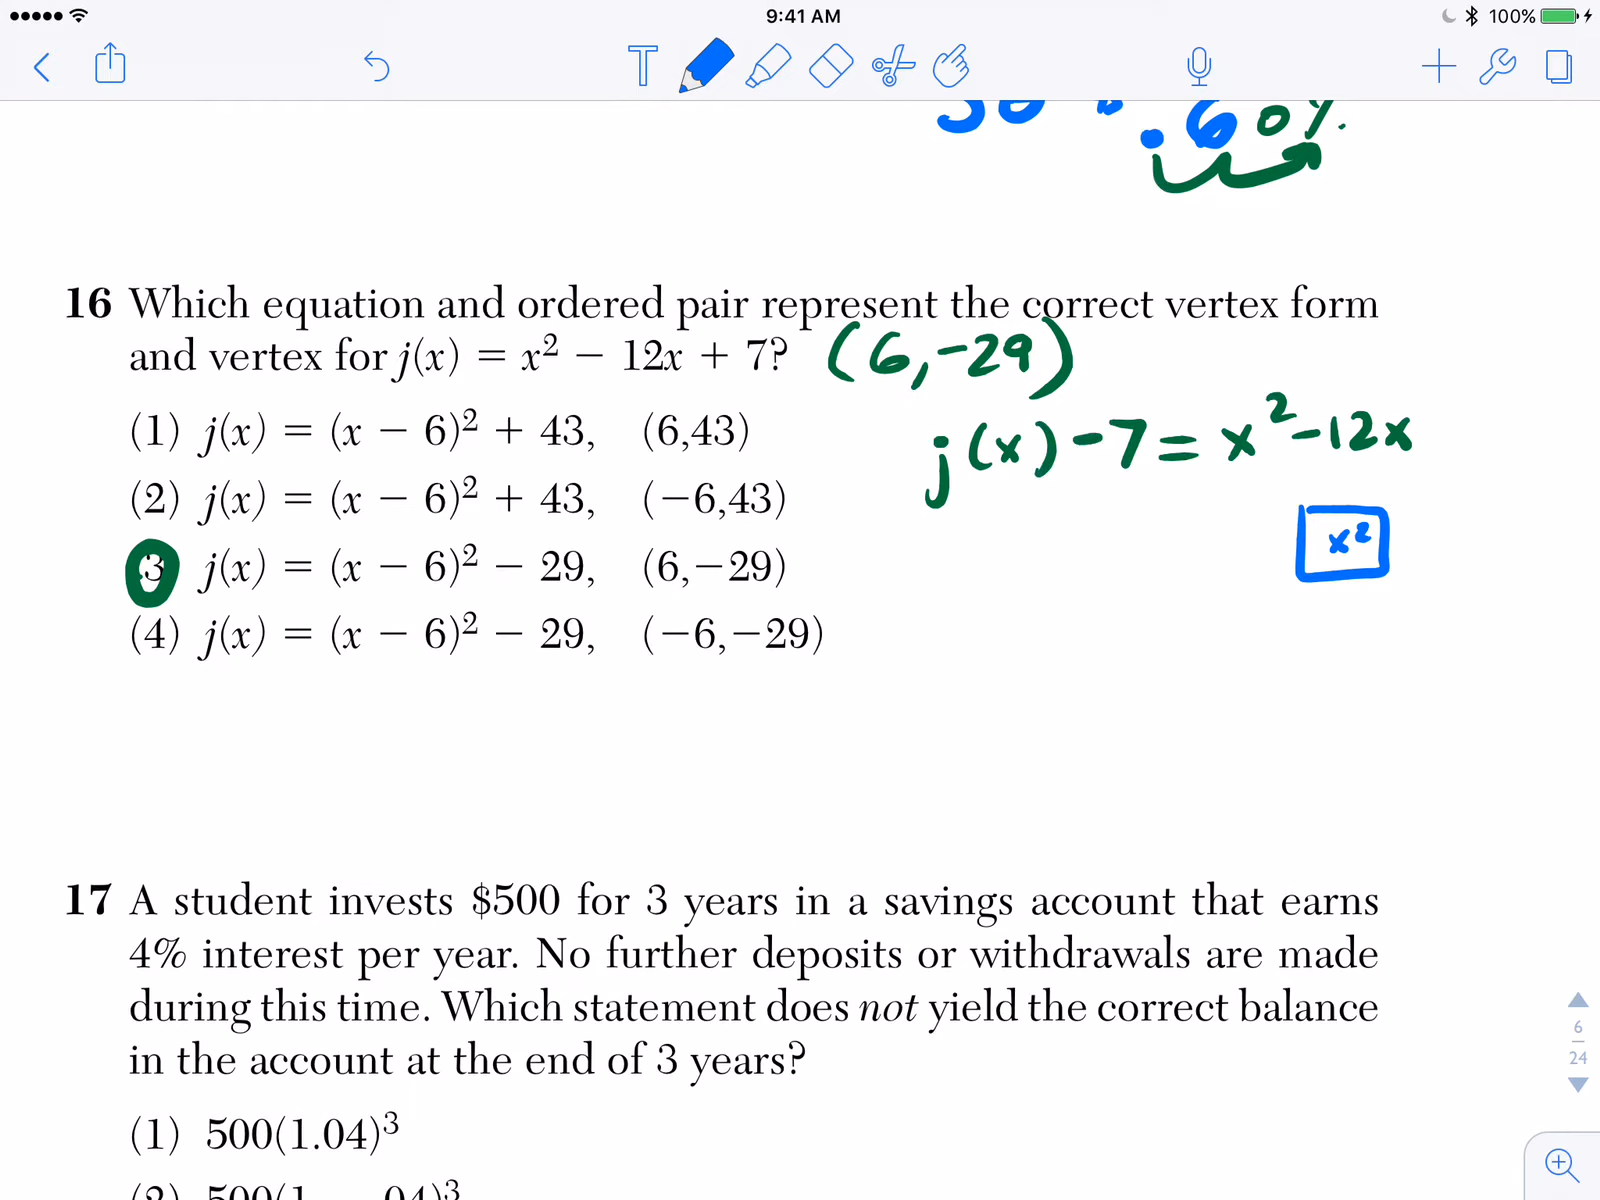 9:41 AM
100%
T
.60%.
16 Which equation and ordered pair represent the correct vertex form
and vertex for j(x) = x² − 12x + 7? (6,-29)
(1) j(x) = (x − 6)² + 43, (6,43)
j(x) -7 = x² -12x
(2) j(x) = (x − 6)² + 43, (−6,43)
x²
3 j(x) = (x − 6)² − 29, (6,−29)
(4) j(x) = (x − 6)² − 29, (−6,−29)
17 A student invests $500 for 3 years in a savings account that earns
4% interest per year. No further deposits or withdrawals are made
during this time. Which statement does not yield the correct balance
in the account at the end of 3 years?
6
24
(1) 500(1.04)³